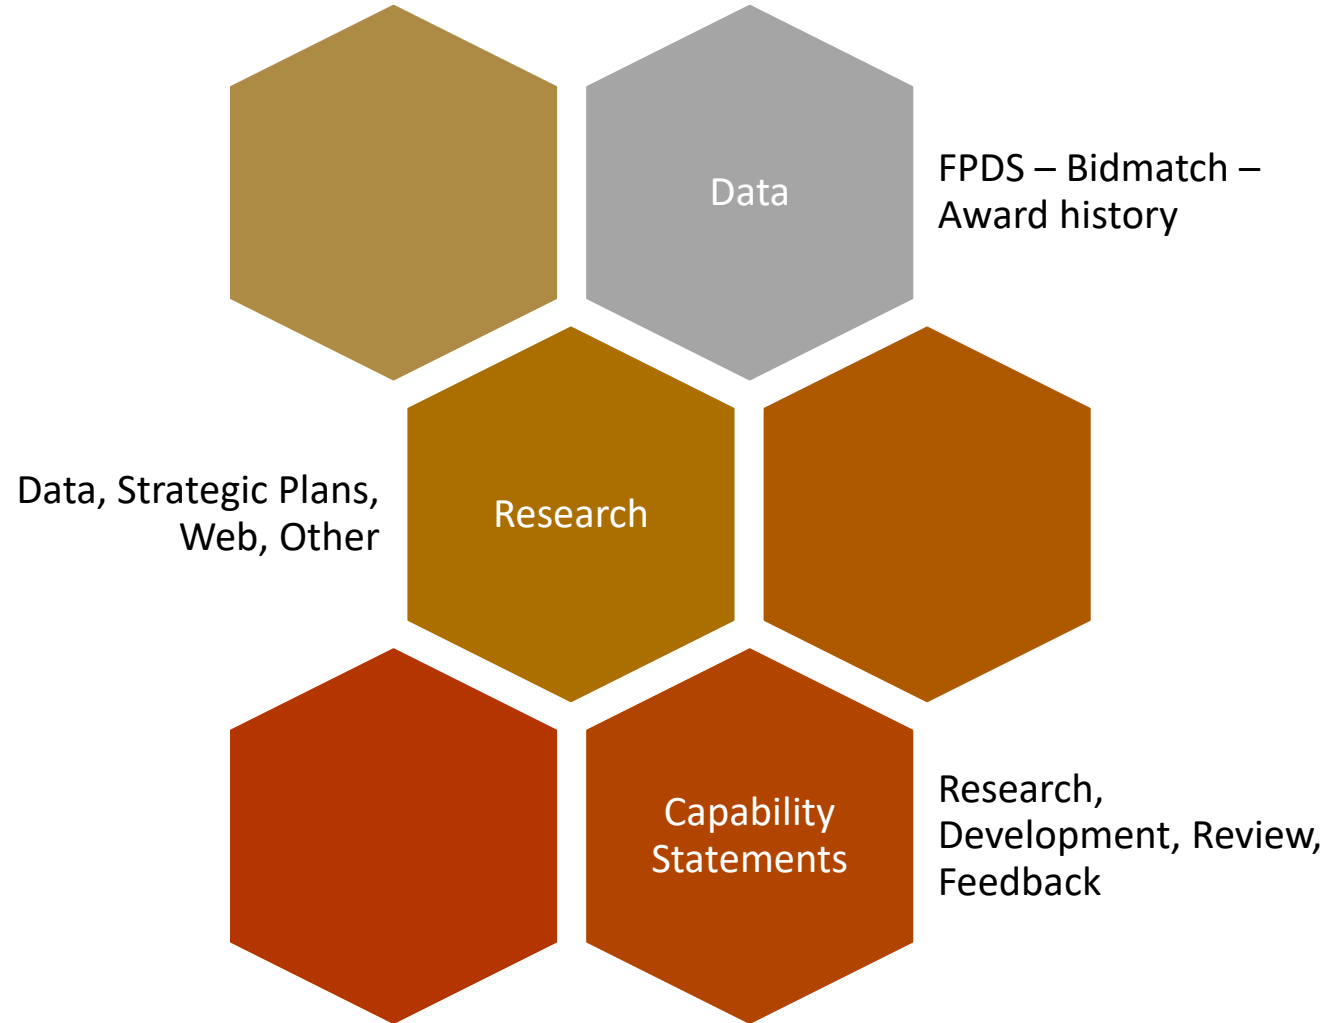 Data
FPDS – Bidmatch –
Award history
Data, Strategic Plans,
Web, Other
Research
Capability
Statements
Research,
Development, Review,
Feedback